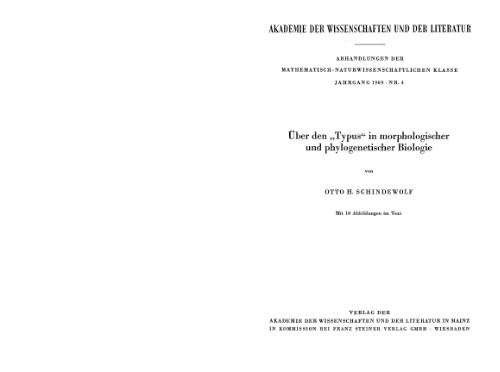 AKADEMIE DER WISSENSCHAFTEN UND DER LITERATUR
ABHANDLUNGEN DER
MATHEMATISCH-NATURWISSENSCHAFTLICHEN KLASSE
JAHRGANG 1969 · NR. 4
Über den „Typus“ in morphologischer
und phylogenetischer Biologie
von
OTTO H. SCHINDEWOLF
Mit 10 Abbildungen im Text
VERLAG DER
AKADEMIE DER WISSENSCHAFTEN UND DER LITERATUR IN MAINZ
IN KOMMISSION BEI FRANZ STEINER VERLAG GMBH · WIESBADEN